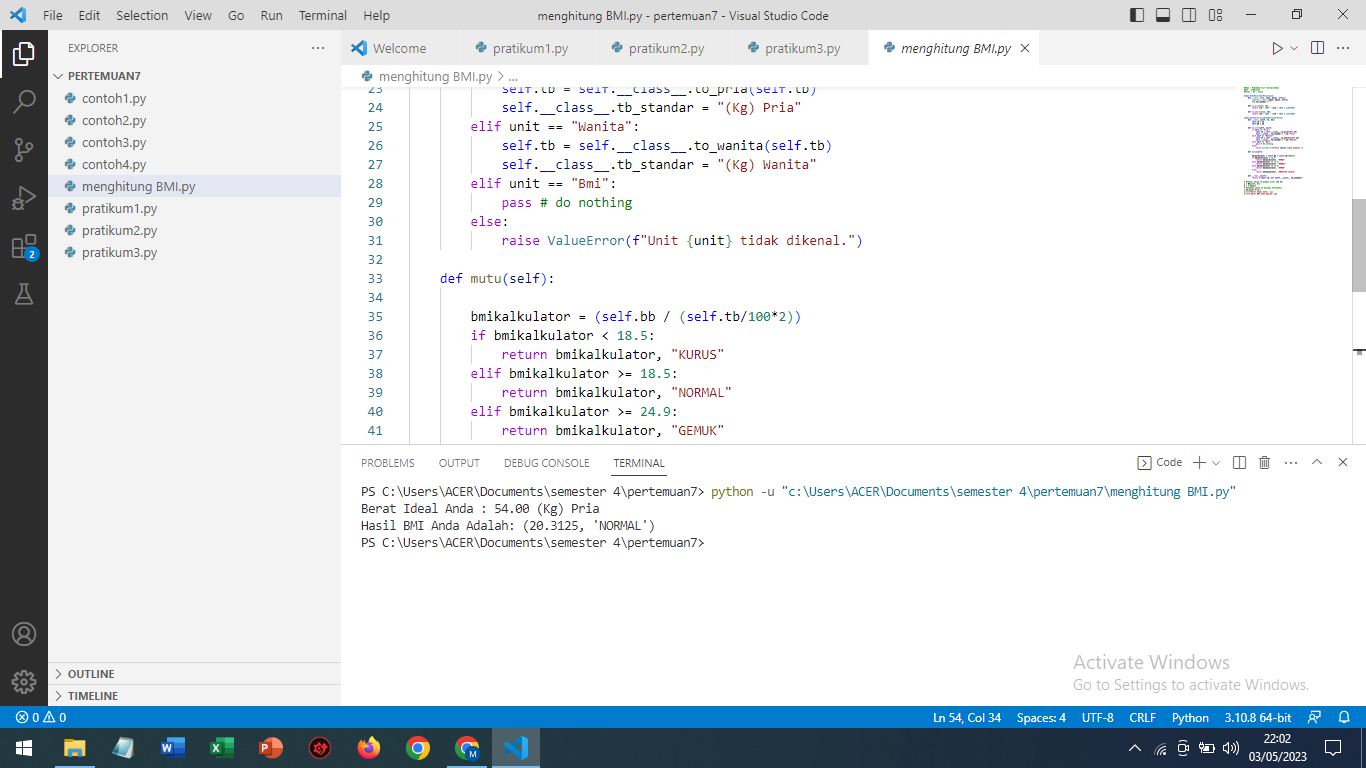 File Edit Selection View Go Run Terminal Help
menghitung BMI.py - pertemuan7 - Visual Studio Code
EXPLORER
Welcome pratikum1.py pratikum2.py pratikum3.py menghitung BMI.py
PERTEMUAN7
contoh1.py
contoh2.py
contoh3.py
contoh4.py
menghitung BMI.py
pratikum1.py
pratikum2.py
pratikum3.py
2
OUTLINE
TIMELINE
menghitung BMI.py > ...
23 self.tb = self.__class__.to_pria(self.tb)
24 self.__class__.tb_standar = "(Kg) Pria"
25 elif unit == "Wanita":
26 self.tb = self.__class__.to_wanita(self.tb)
27 self.__class__.tb_standar = "(Kg) Wanita"
28 elif unit == "Bmi":
29 pass # do nothing
30 else:
31 raise ValueError(f"Unit {unit} tidak dikenal.")
32
33 def mutu(self):
34
35 bmikalkulator = (self.bb / (self.tb/100*2))
36 if bmikalkulator < 18.5:
37 return bmikalkulator, "KURUS"
38 elif bmikalkulator >= 18.5:
39 return bmikalkulator, "NORMAL"
40 elif bmikalkulator >= 24.9:
41 return bmikalkulator, "GEMUK"
PROBLEMS OUTPUT DEBUG CONSOLE TERMINAL
Code
PS C:\Users\ACER\Documents\semester 4\pertemuan7> python -u "c:\Users\ACER\Documents\semester 4\pertemuan7\menghitung BMI.py"
Berat Ideal Anda : 54.00 (Kg) Pria
Hasil BMI Anda Adalah: (20.3125, 'NORMAL')
PS C:\Users\ACER\Documents\semester 4\pertemuan7>
Activate Windows
Go to Settings to activate Windows.
0 0
Ln 54, Col 34 Spaces: 4 UTF-8 CRLF Python 3.10.8 64-bit
22:02
03/05/2023